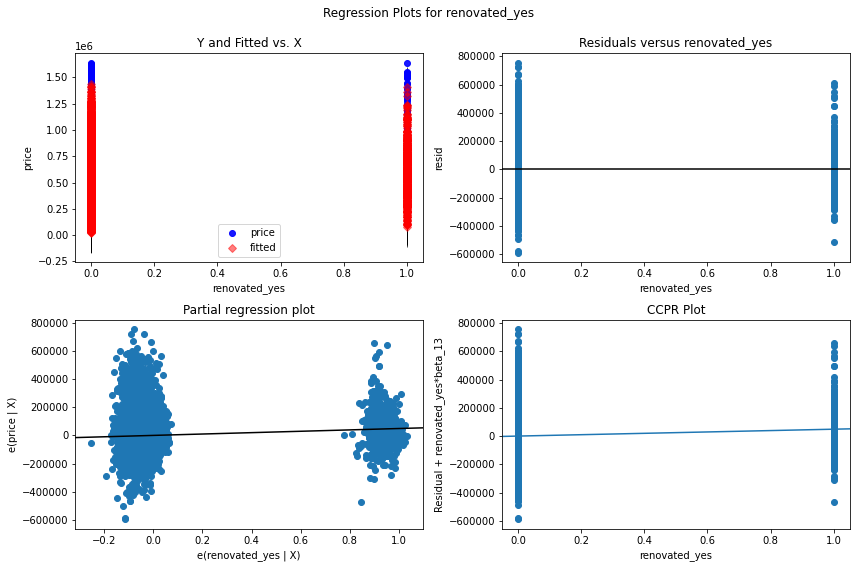 Regression Plots for renovated_yes
Y and Fitted vs. X
1e6
1.50
1.25
1.00
0.75
0.50
0.25
0.00
−0.25
price
price
fitted
0.0 0.2 0.4 0.6 0.8 1.0
renovated_yes
Residuals versus renovated_yes
800000
600000
400000
200000
0
−200000
−400000
−600000
resid
0.0 0.2 0.4 0.6 0.8 1.0
renovated_yes
Partial regression plot
800000
600000
400000
200000
0
−200000
−400000
−600000
e(price | X)
−0.2 0.0 0.2 0.4 0.6 0.8 1.0
e(renovated_yes | X)
CCPR Plot
800000
600000
400000
200000
0
−200000
−400000
−600000
Residual + renovated_yes*beta_13
0.0 0.2 0.4 0.6 0.8 1.0
renovated_yes